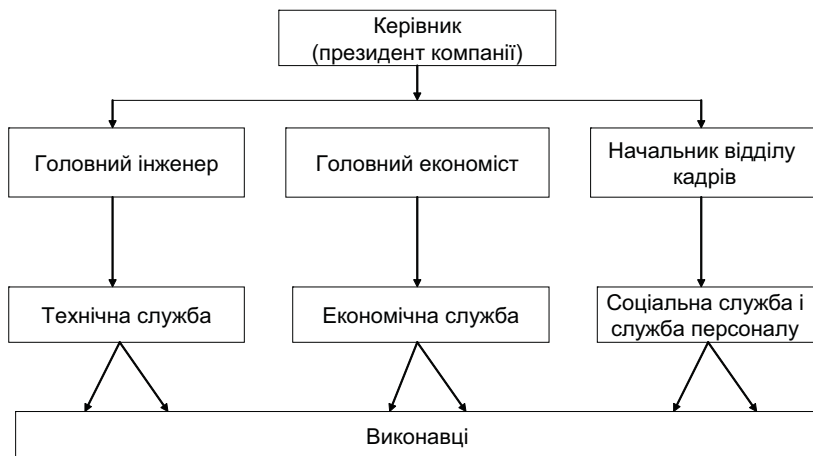 Керівник
(президент компанії)
Головний інженер
Головний економіст
Начальник відділу
кадрів
Технічна служба
Економічна служба
Соціальна служба і
служба персоналу
Виконавці